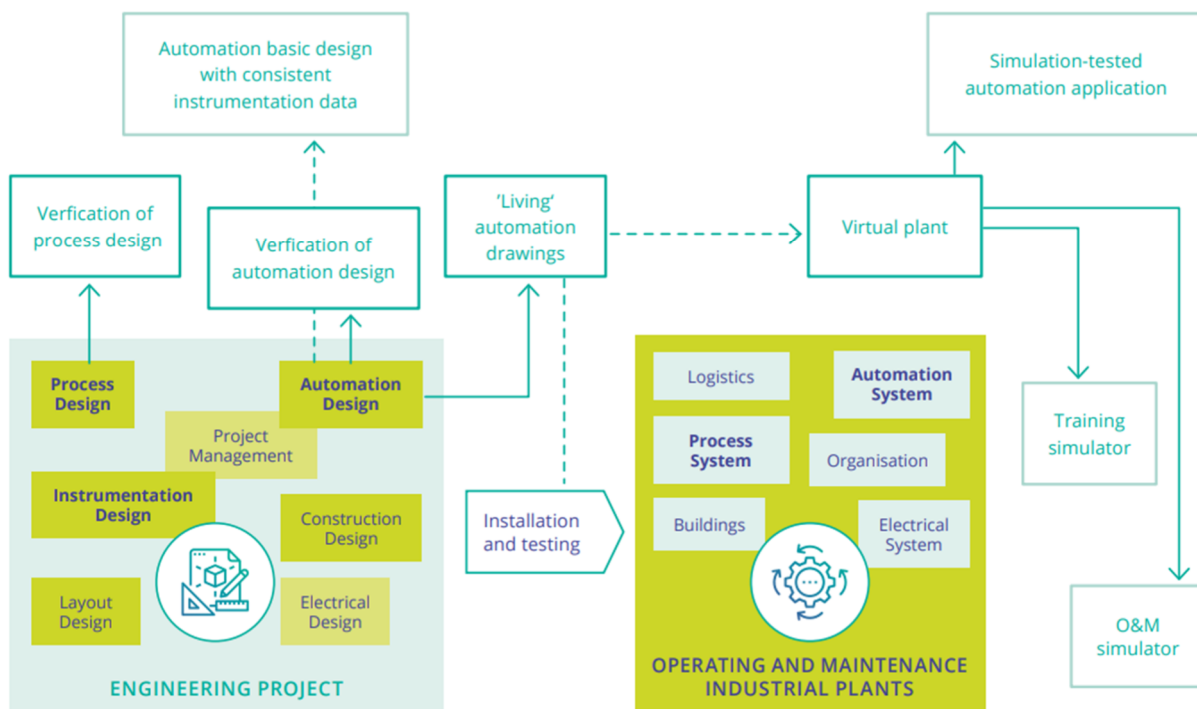 Automation basic design
with consistent
instrumentation data
Simulation-tested
automation application
Verfication of
process design
Verfication of
automation design
‘Living‘
automation
drawings
Virtual plant
Process
Design
Automation
Design
Project
Management
Instrumentation
Design
Construction
Design
Layout
Design
Electrical
Design
ENGINEERING PROJECT
Installation
and testing
Logistics
Automation
System
Process
System
Organisation
Buildings
Electrical
System
OPERATING AND MAINTENANCE
INDUSTRIAL PLANTS
Training
simulator
O&M
simulator